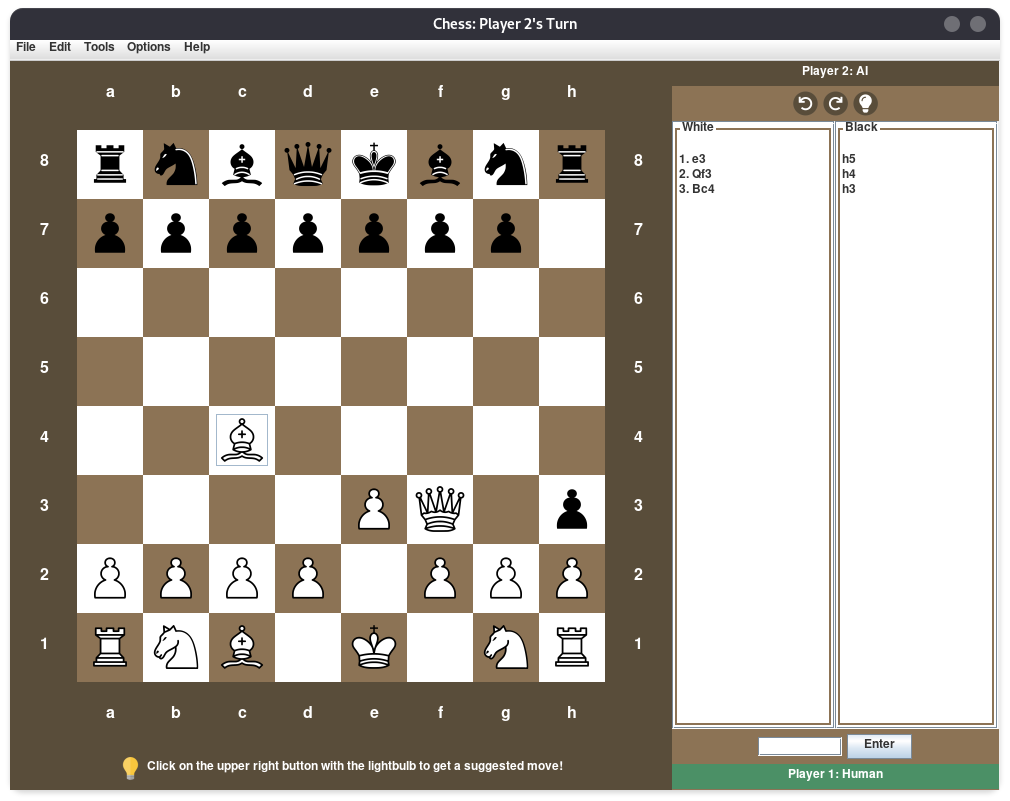 Chess: Player 2's Turn
File Edit Tools Options Help
Player 2: AI
a b c d e f g h
White Black
8 8
1. e3 h5
2. Qf3 h4
3. Bc4 h3
7 7
6 6
5 5
4 4
3 3
2 2
1 1
a b c d e f g h
Enter
Click on the upper right button with the lightbulb to get a suggested move!
Player 1: Human